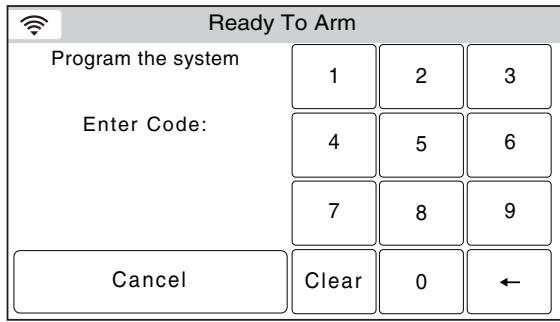 Ready To Arm
Program the system
Enter Code:
1 2 3
4 5 6
7 8 9
Cancel Clear 0 ←